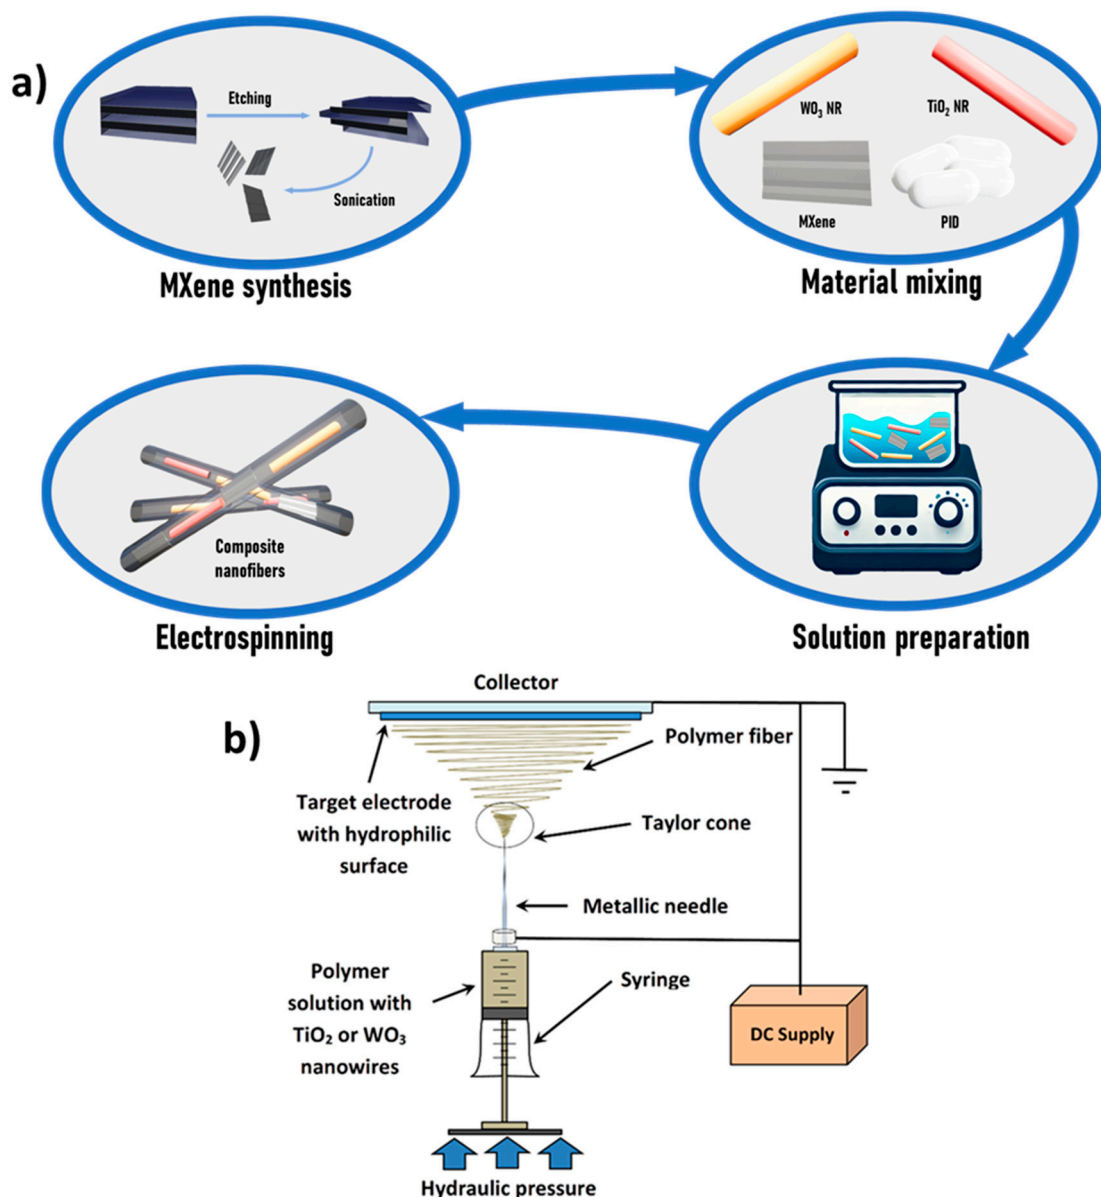 a)
Etching
Sonication
MXene synthesis
WO₃ NR
TiO₂ NR
MXene
PID
Material mixing
Composite
nanofibers
Electrospinning
Solution preparation
b)
Collector
Polymer fiber
Target electrode
with hydrophilic
surface
Taylor cone
Metallic needle
Polymer
solution with
TiO₂ or WO₃
nanowires
Syringe
DC Supply
Hydraulic pressure